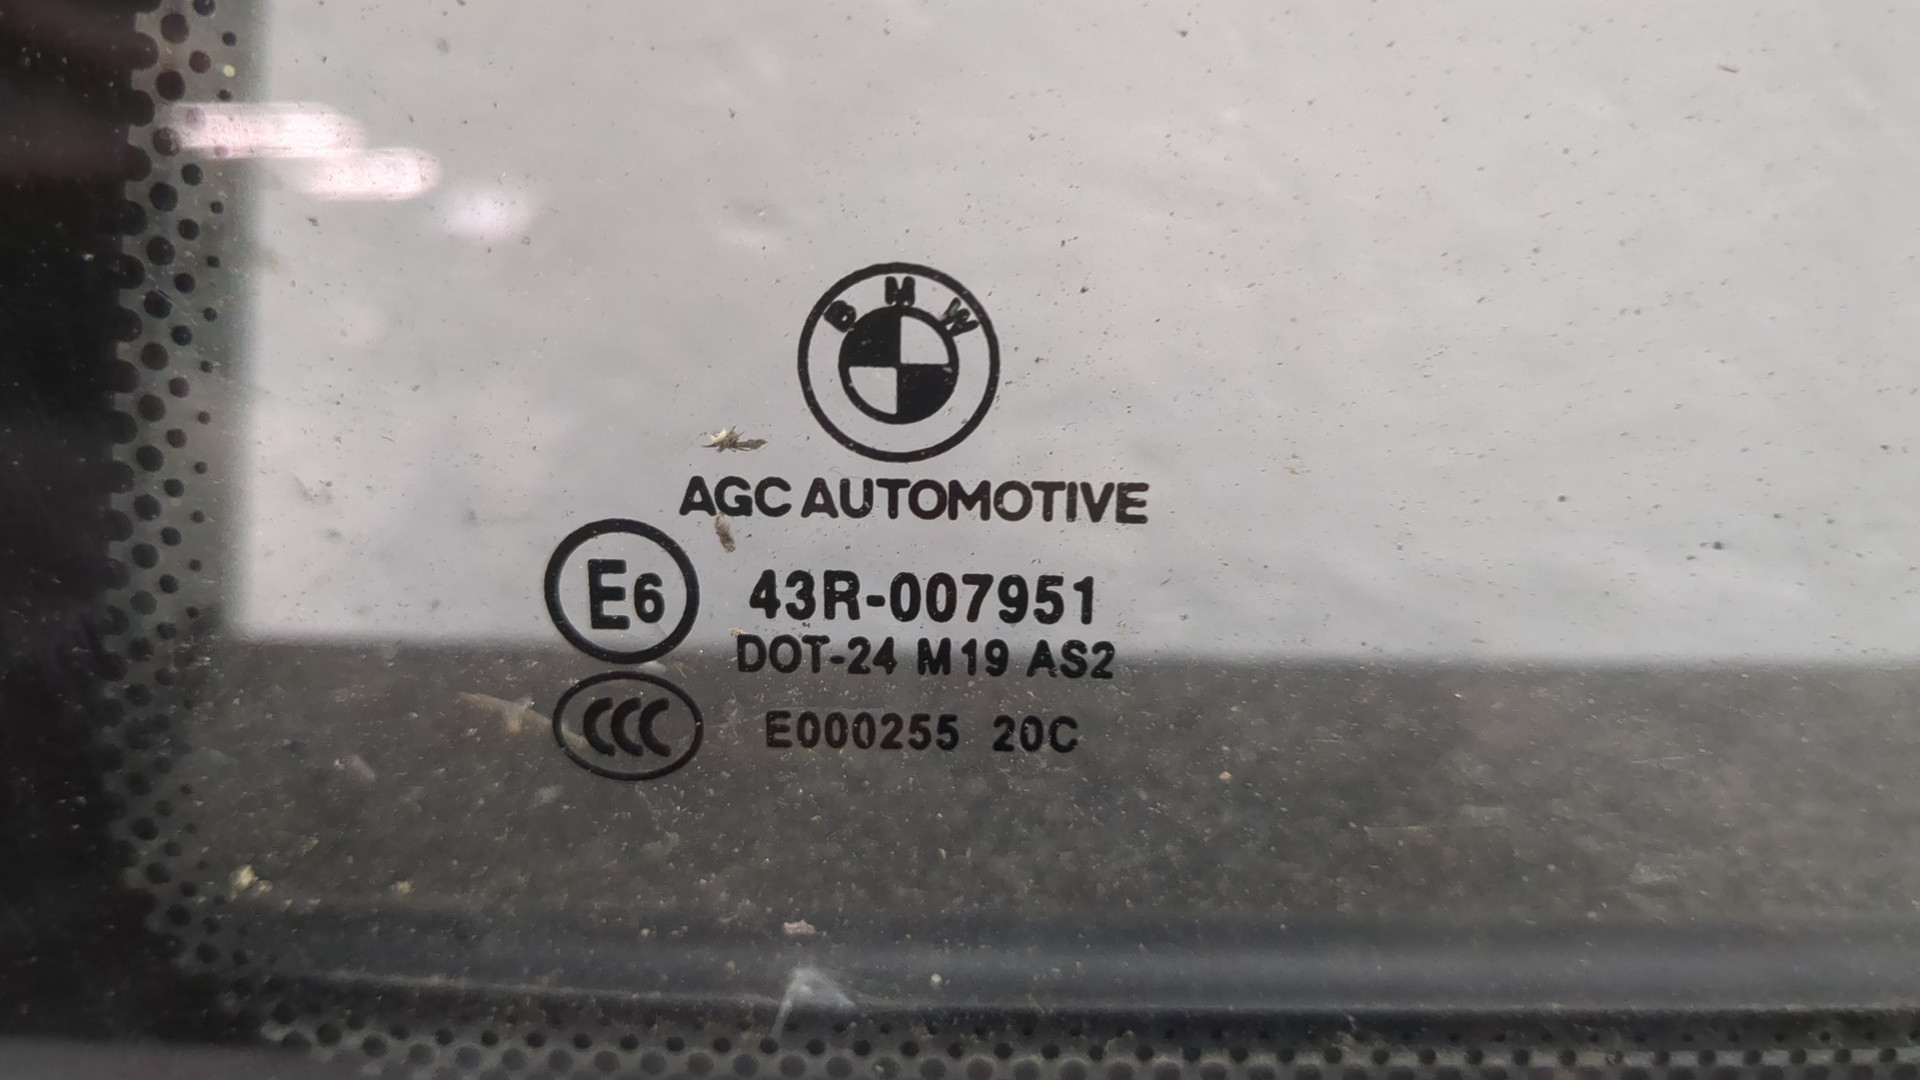 BMW
AGC AUTOMOTIVE
E6 43R-007951
DOT-24 M19 AS2
CCC E000255 20C